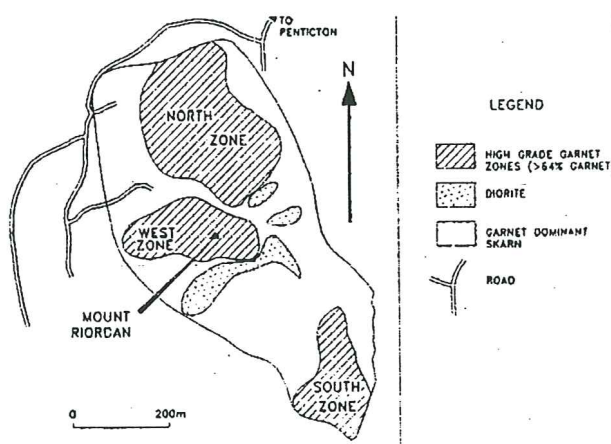 TO
PENTICTON
N
NORTH
ZONE
WEST
ZONE
MOUNT
RIORDAN
SOUTH
ZONE
0 200m
LEGEND
HIGH GRADE GARNET
ZONES (>64% GARNET
DIORITE
GARNET DOMINANT
SKARN
ROAD